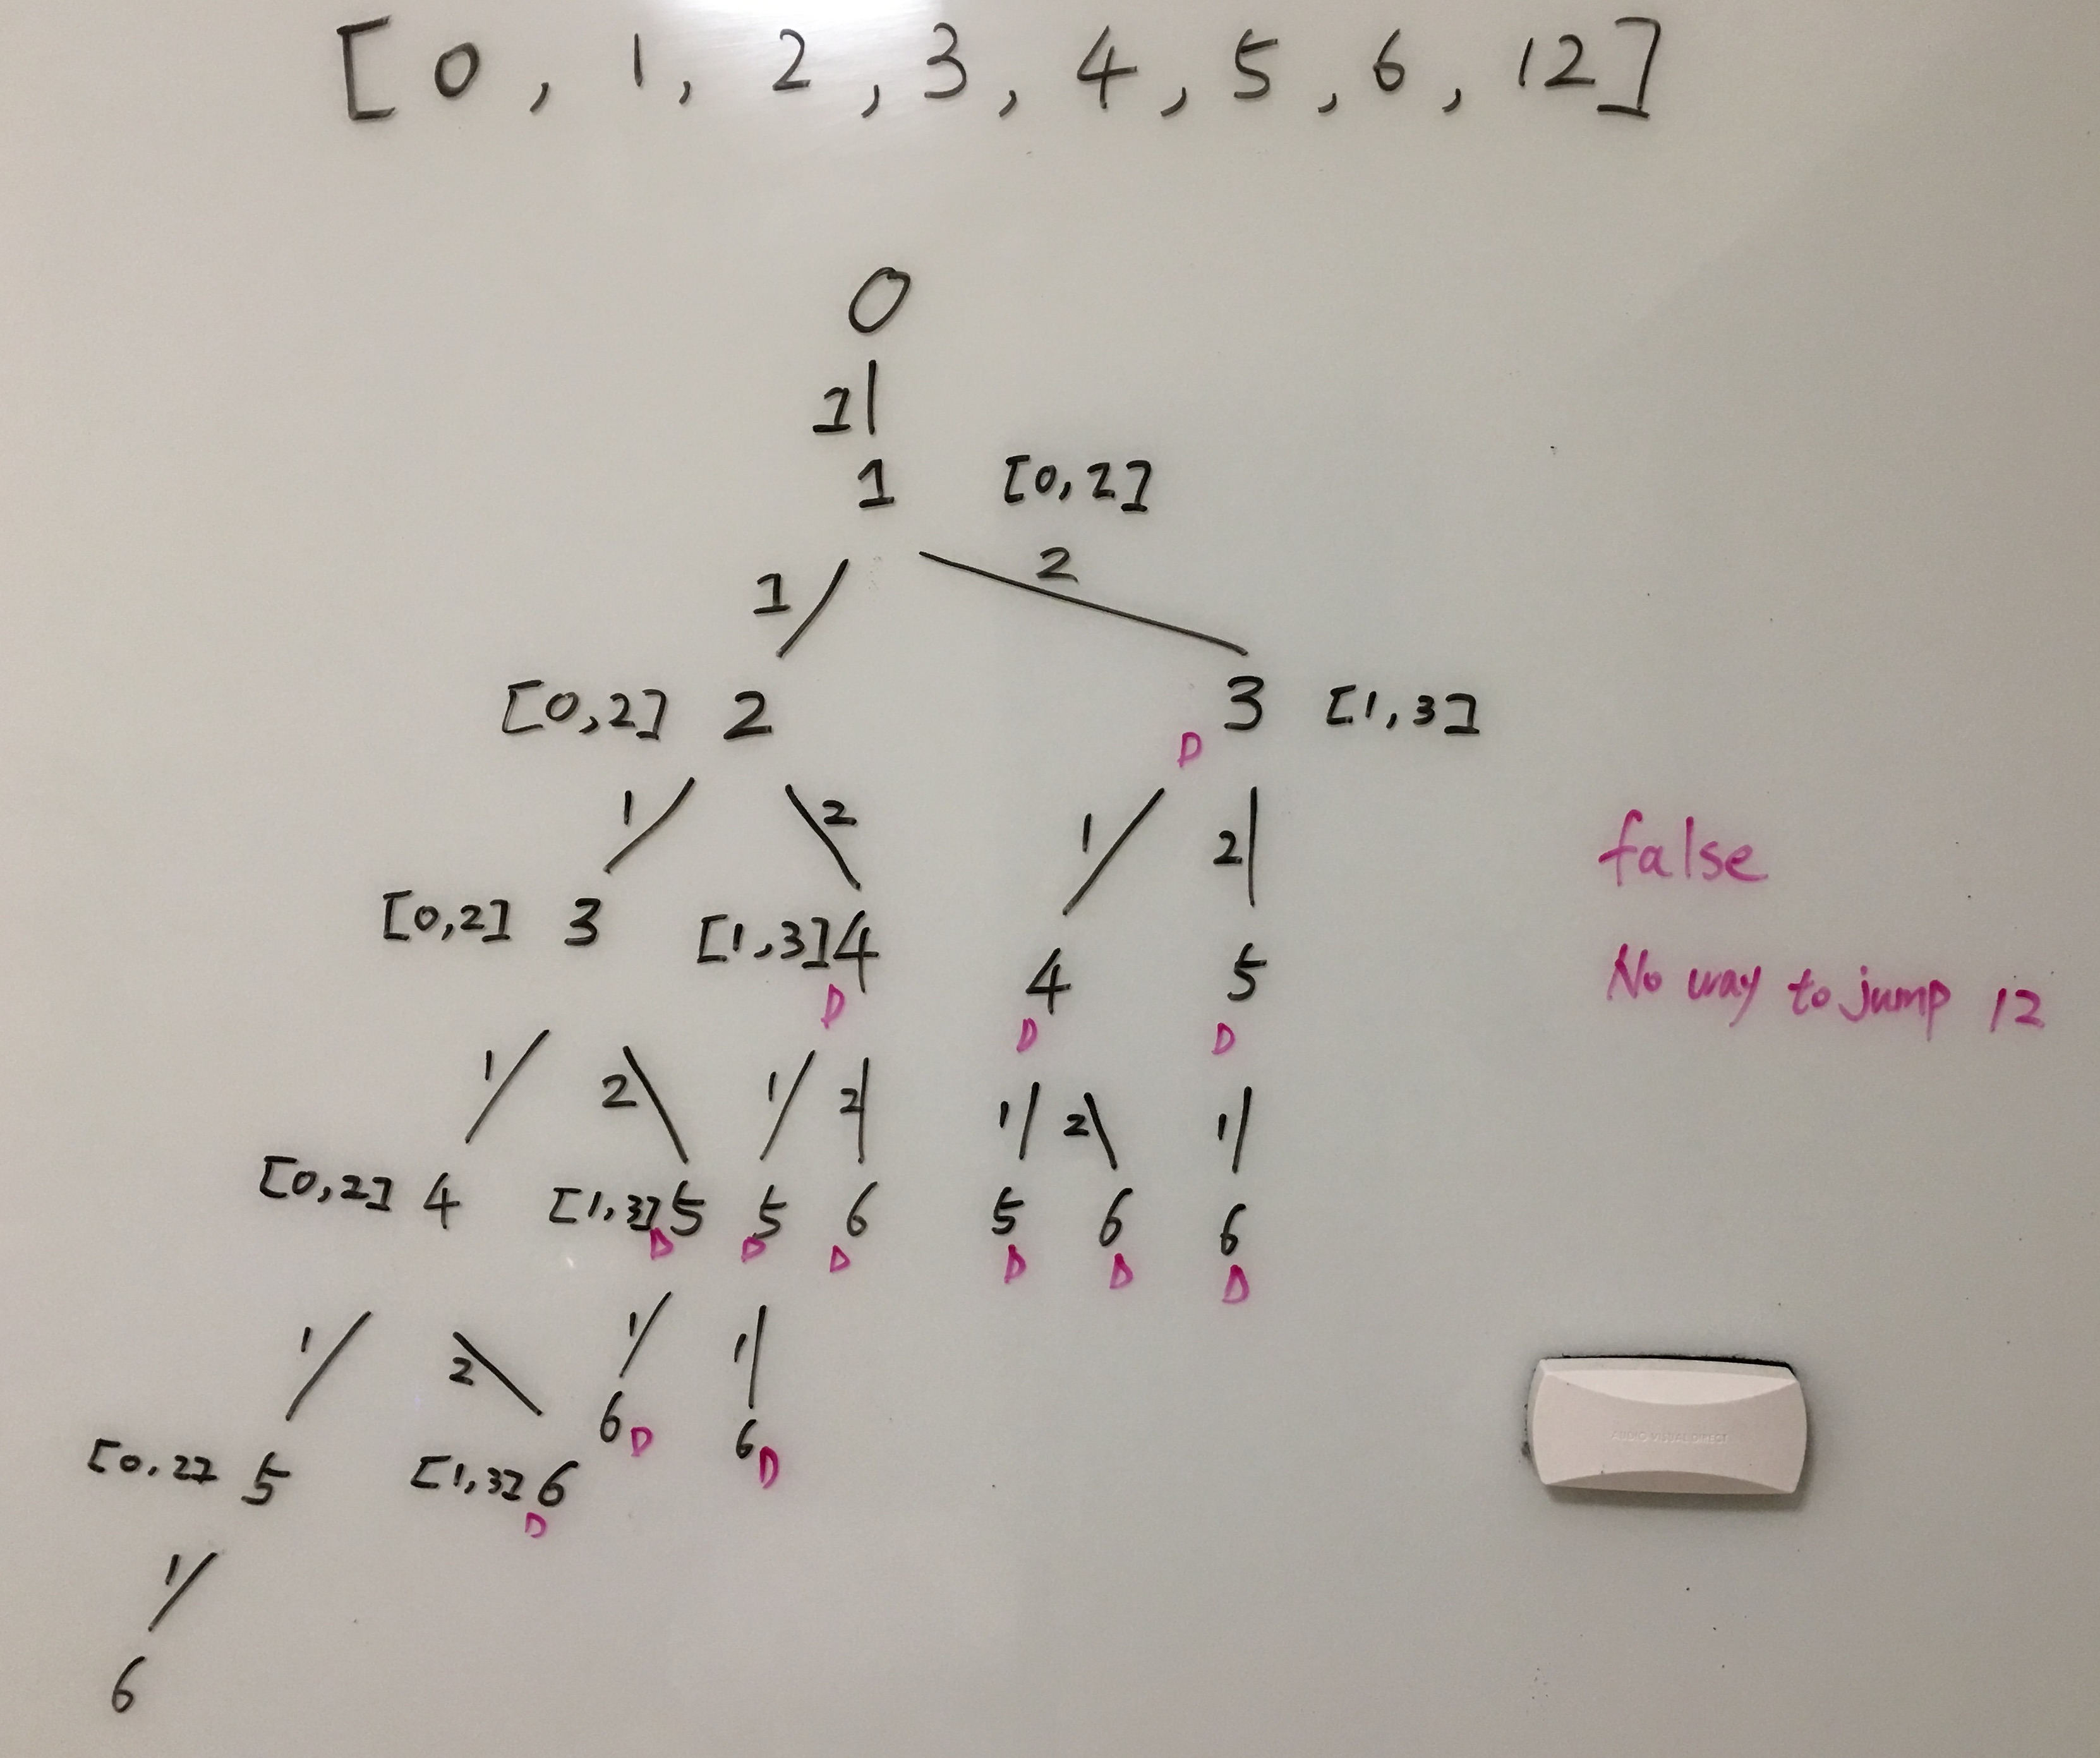 [0, 1, 2, 3, 4, 5, 6, 12]
0
1
1 [0,2]
1 2
[0,2] 2 3 [1,3]
D
1 2 1 2
false
[0,2] 3 [1,3] 4 4 5
No way to jump 12
D D D
1 2 1 2 1 2 1
[0,2] 4 [1,3] 5 5 6 5 6 6
D D D D D D
1 2 1 1
6 D 6 D
[0,2] 5 [1,3] 6
D
1
6
AUDIO VISUAL DIRECT